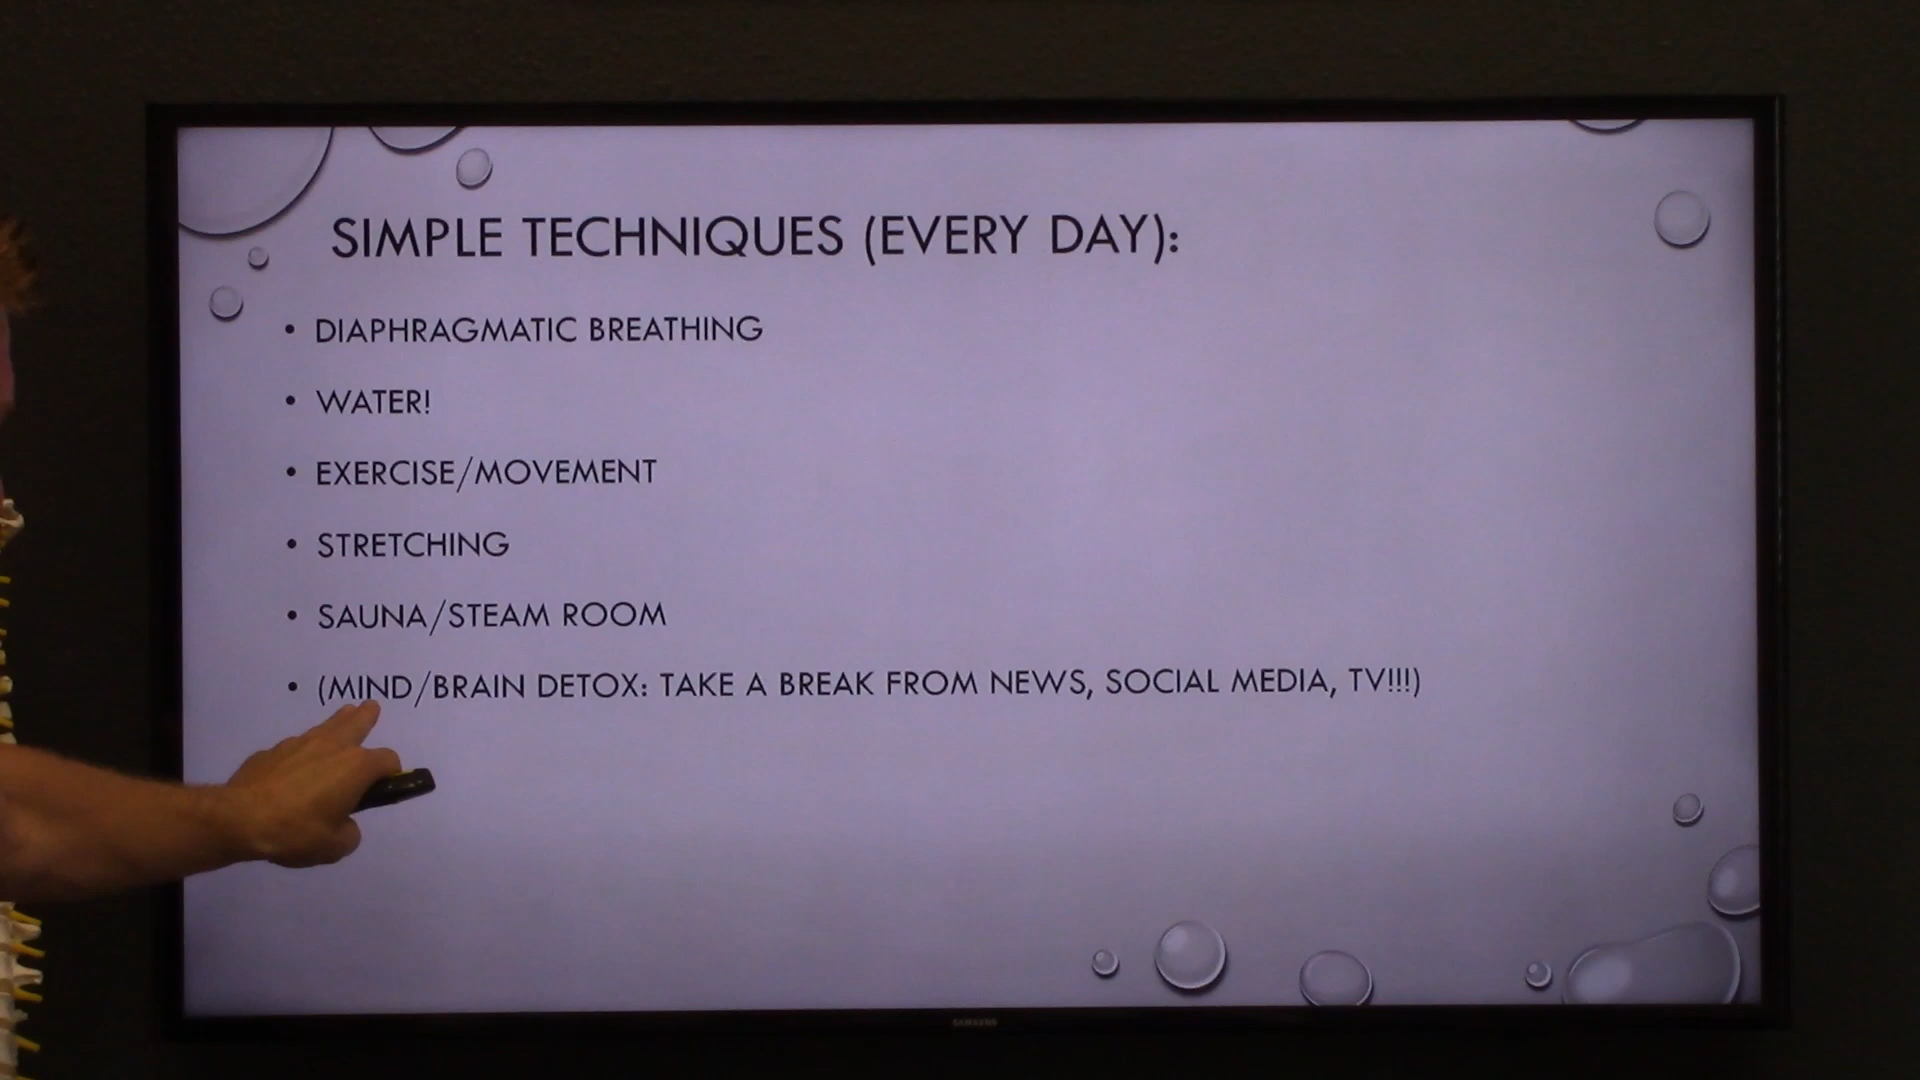 SIMPLE TECHNIQUES (EVERY DAY):
• DIAPHRAGMATIC BREATHING
• WATER!
• EXERCISE/MOVEMENT
• STRETCHING
• SAUNA/STEAM ROOM
• (MIND/BRAIN DETOX: TAKE A BREAK FROM NEWS, SOCIAL MEDIA, TV!!!)
SAMSUNG